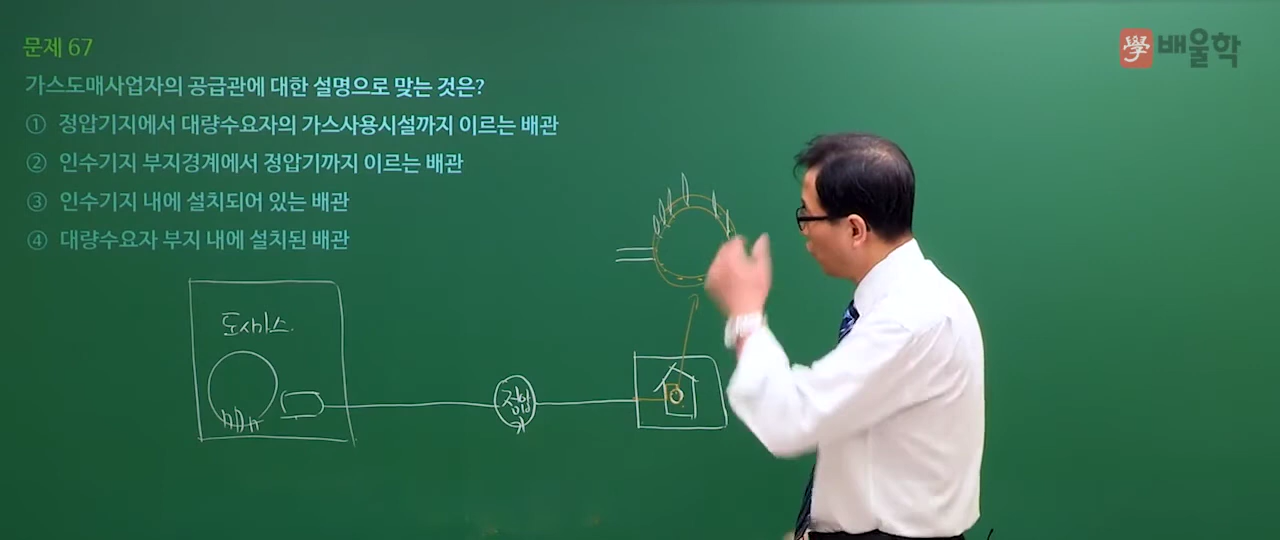 문제 67
學 배울학
가스도매사업자의 공급관에 대한 설명으로 맞는 것은?
① 정압기지에서 대량수요자의 가스사용시설까지 이르는 배관
② 인수기지 부지경계에서 정압기까지 이르는 배관
③ 인수기지 내에 설치되어 있는 배관
④ 대량수요자 부지 내에 설치된 배관
도시가스
정압